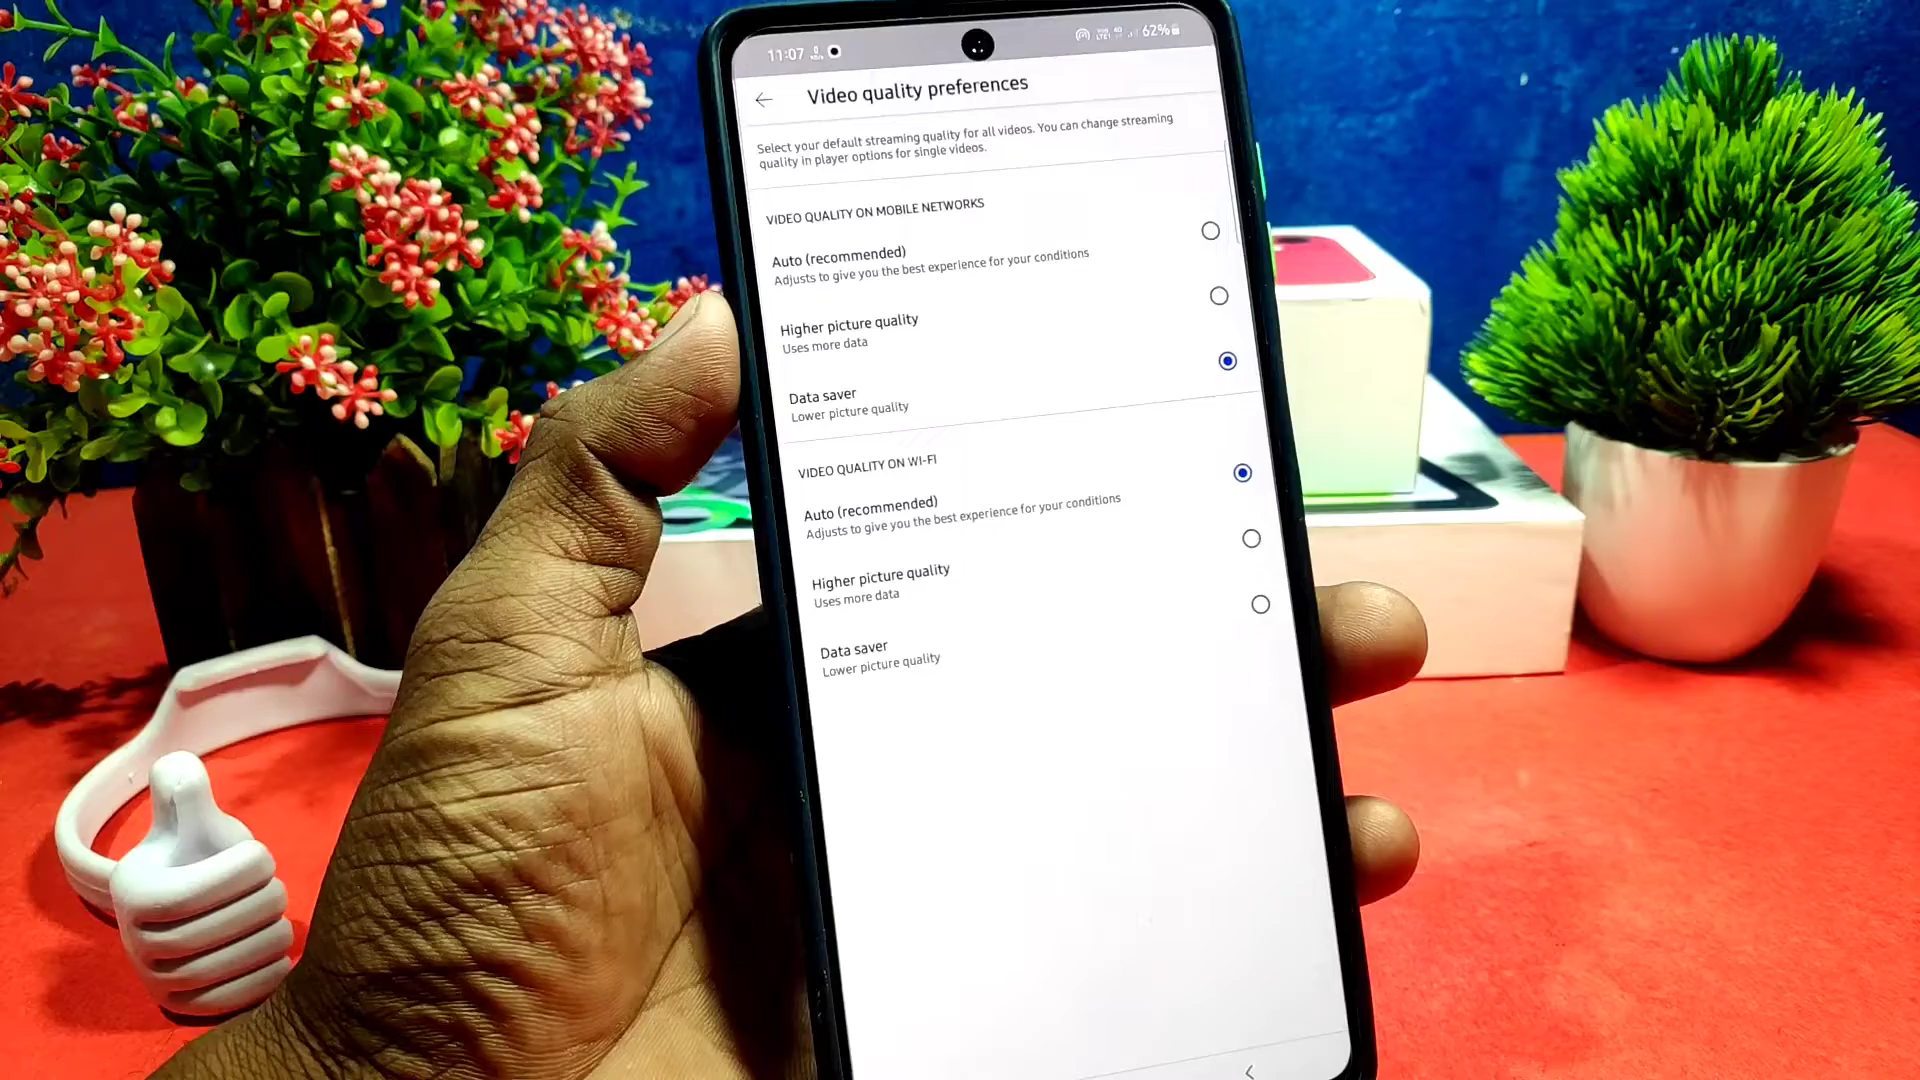 11:07
62%
Video quality preferences
Select your default streaming quality for all videos. You can change streaming
quality in player options for single videos.
VIDEO QUALITY ON MOBILE NETWORKS
Auto (recommended)
Adjusts to give you the best experience for your conditions
Higher picture quality
Uses more data
Data saver
Lower picture quality
VIDEO QUALITY ON WI-FI
Auto (recommended)
Adjusts to give you the best experience for your conditions
Higher picture quality
Uses more data
Data saver
Lower picture quality